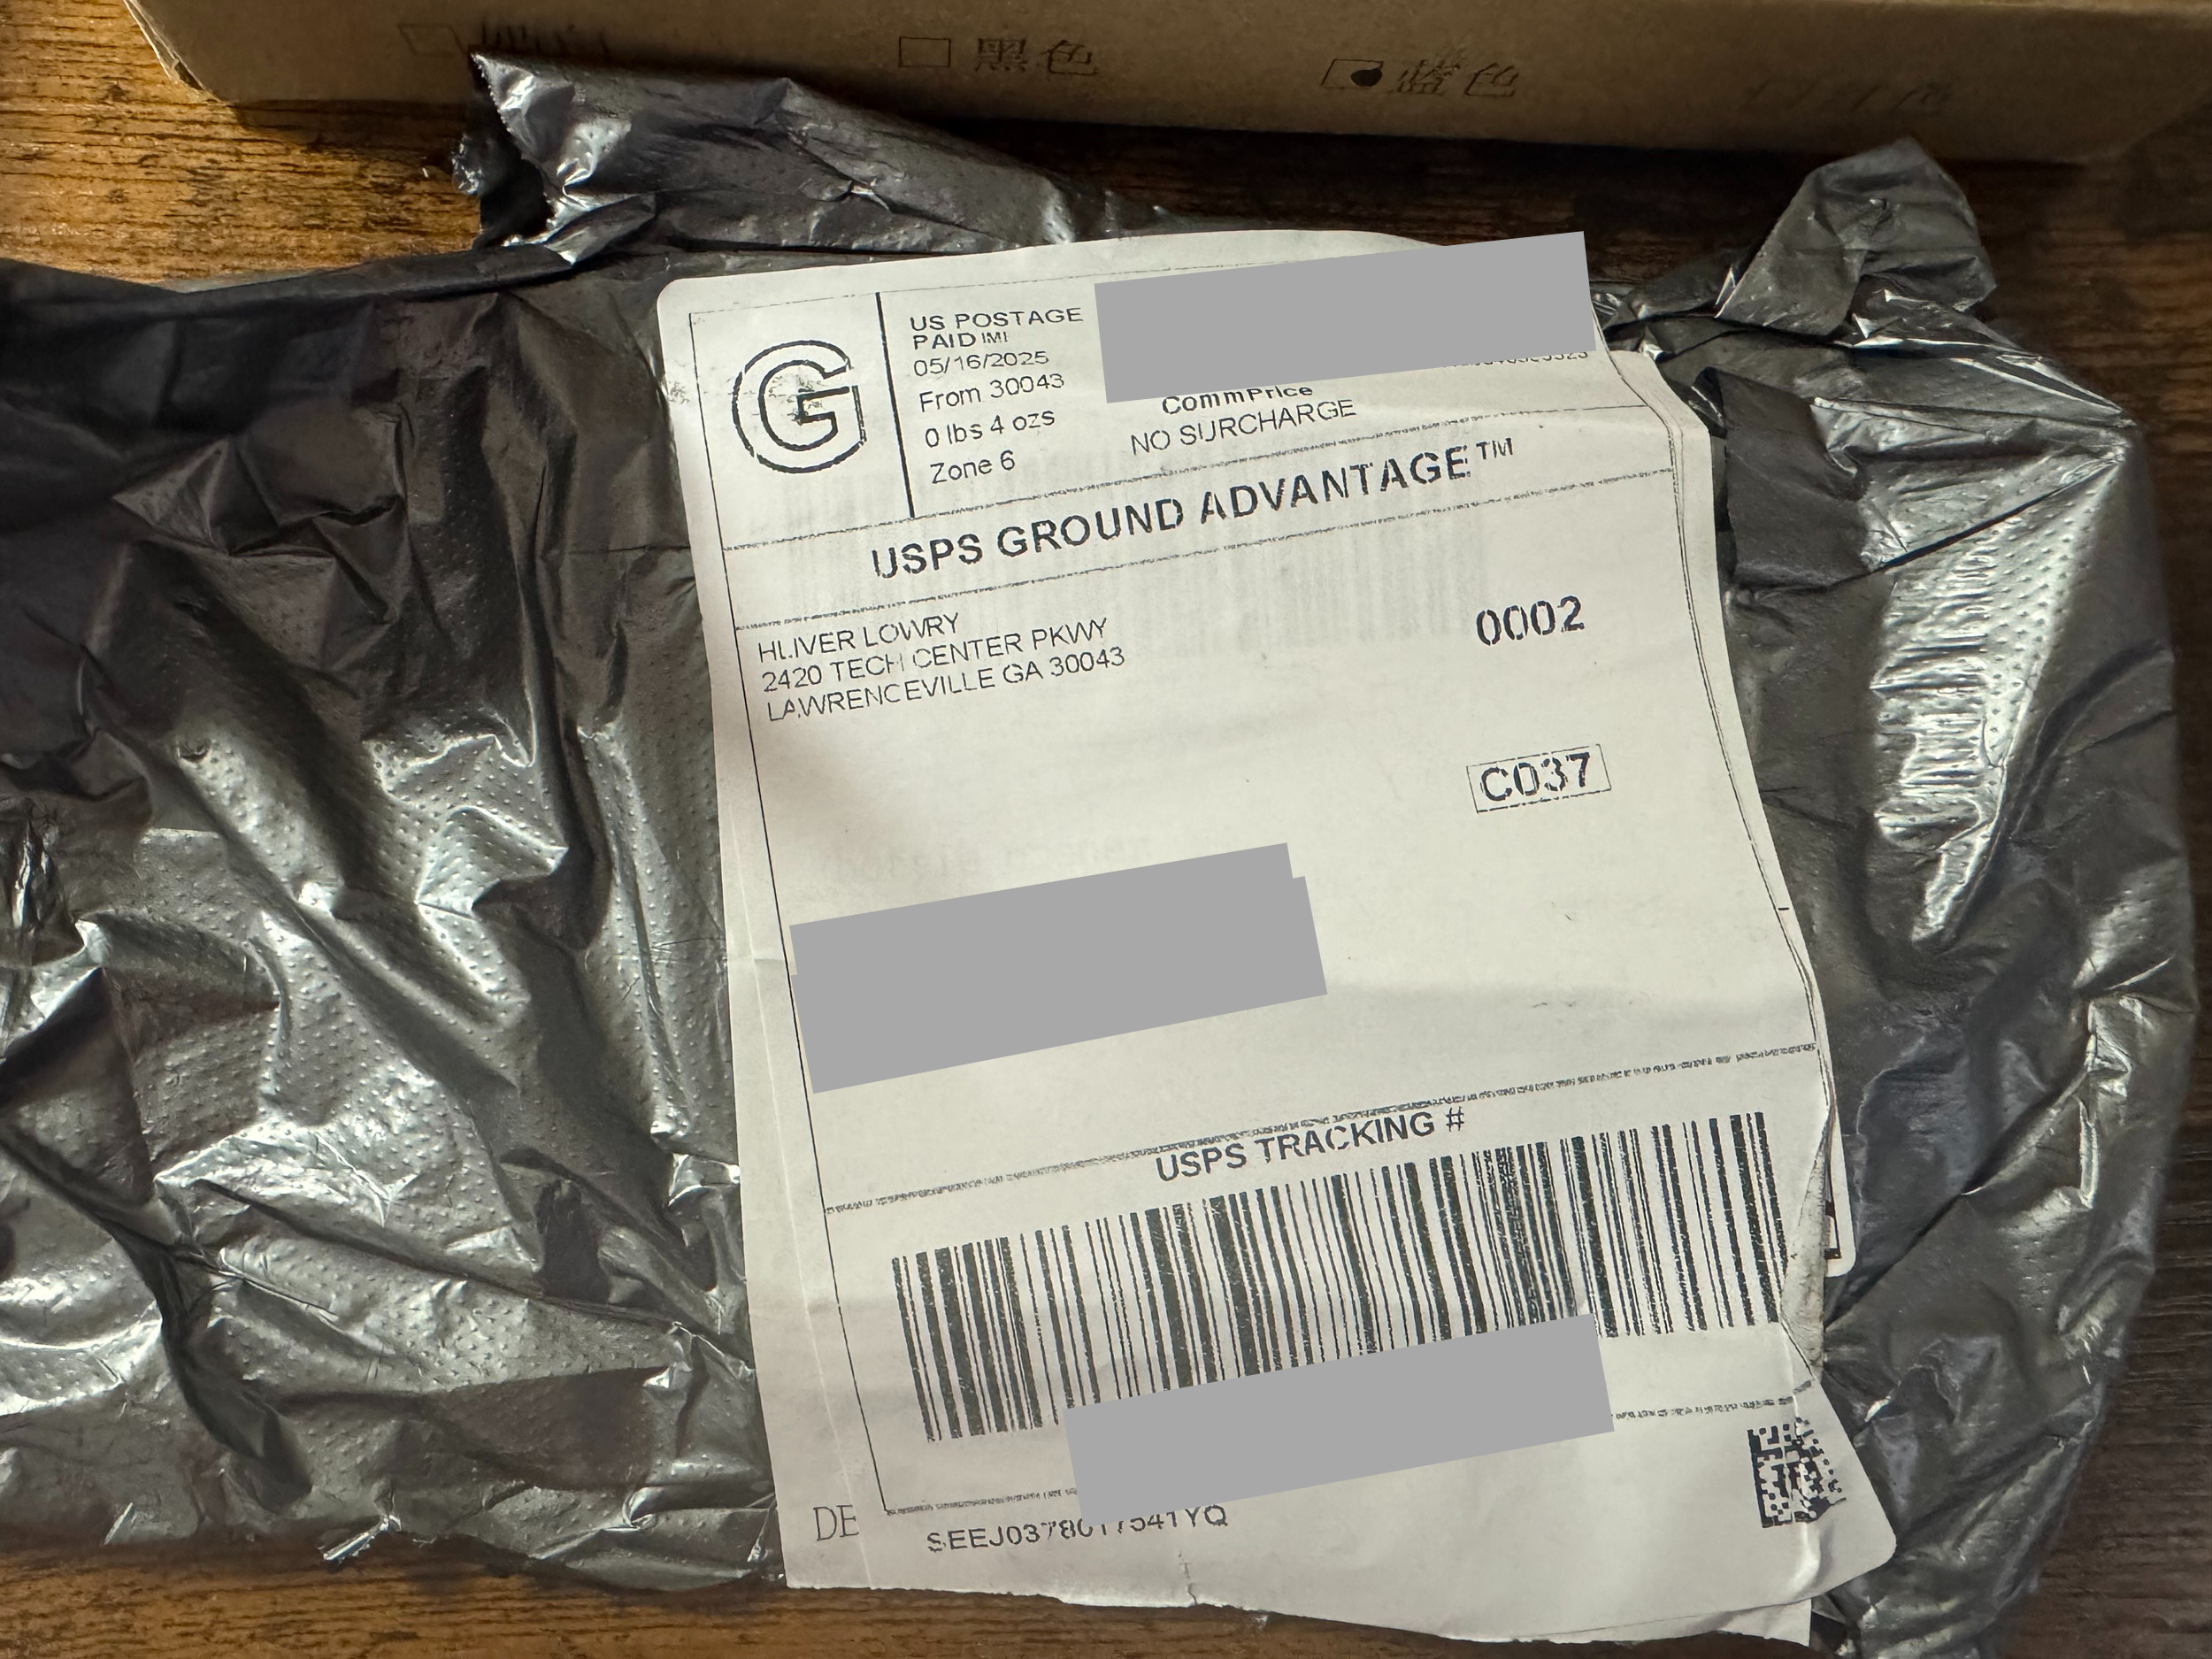 黑色
蓝色
G
US POSTAGE
PAID IMI
05/16/2025
From 30043
0 lbs 4 ozs
Zone 6
CommPrice
NO SURCHARGE
USPS GROUND ADVANTAGE™
0002
HLIVER LOWRY
2420 TECH CENTER PKWY
LAWRENCEVILLE GA 30043
C037
USPS TRACKING #
DE